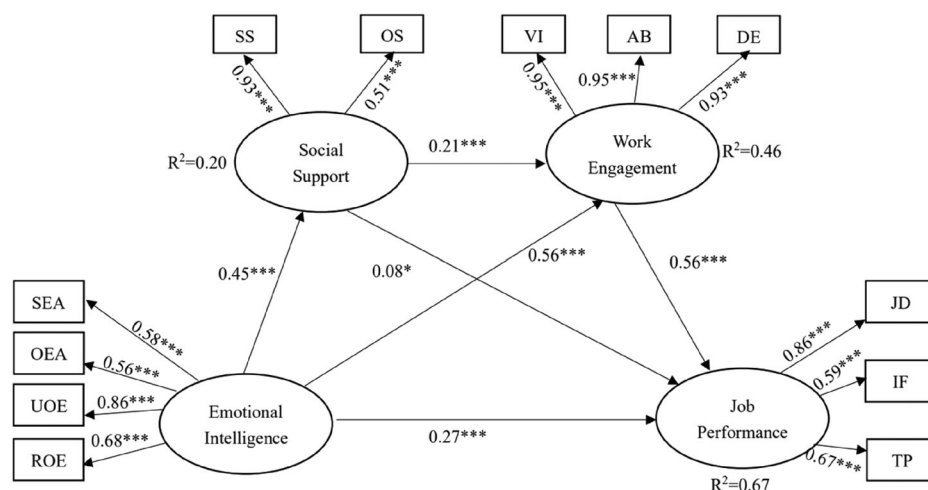 SS
OS
VI
AB
DE
0.93***
0.51***
0.95***
0.95***
0.93***
Social
Support
R²=0.20
0.21***
Work
Engagement
R²=0.46
0.45***
0.08*
0.56***
0.56***
SEA
OEA
UOE
ROE
0.58***
0.56***
0.86***
0.68***
Emotional
Intelligence
0.27***
Job
Performance
R²=0.67
0.86***
0.59***
0.67***
JD
IF
TP